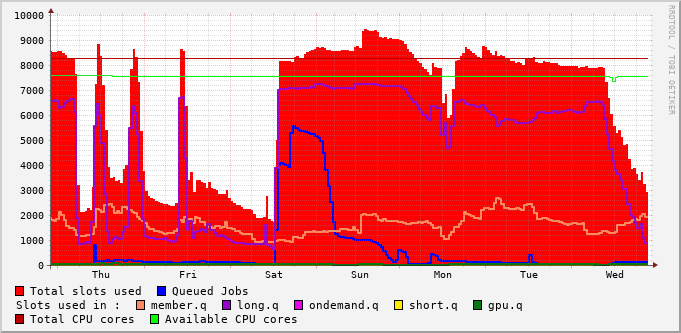 10000
9000
8000
7000
6000
5000
4000
3000
2000
1000
0
Thu Fri Sat Sun Mon Tue Wed
RRDTOOL / TOBI OETIKER
Total slots used Queued Jobs
Slots used in : member.q long.q ondemand.q short.q gpu.q
Total CPU cores Available CPU cores